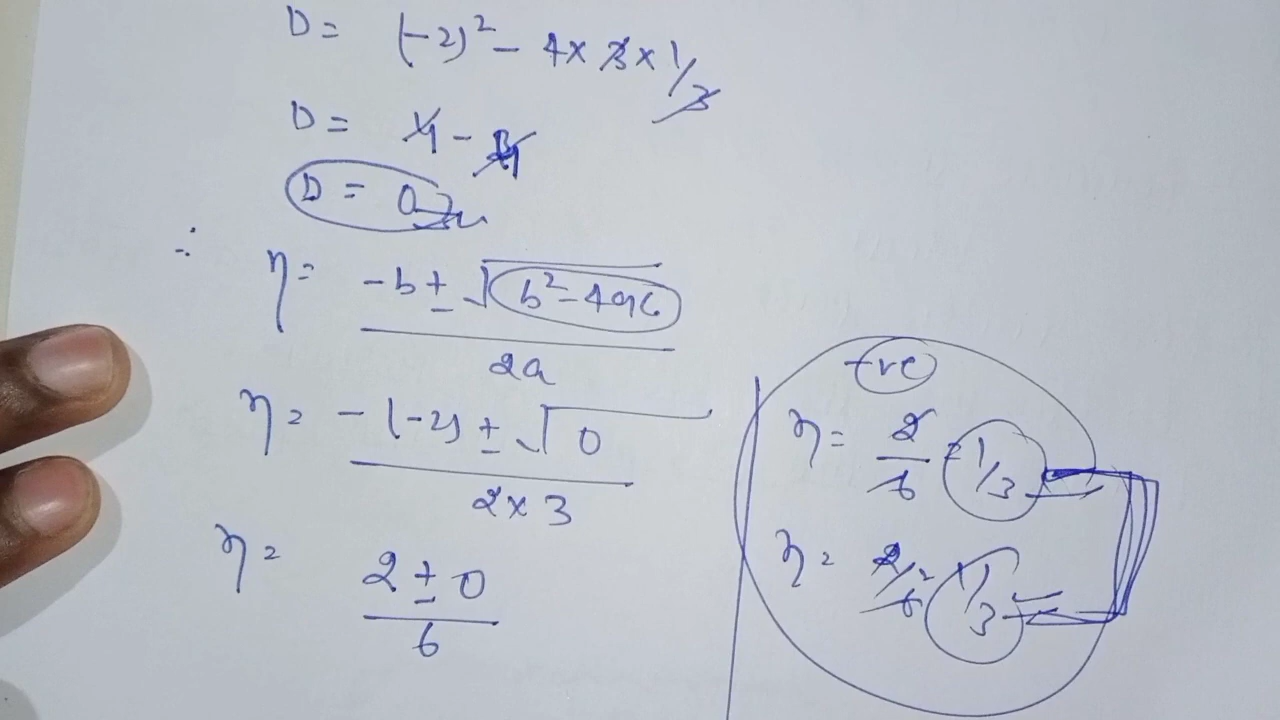 D = (-2)² - 4 x 3 x 1/3
D = 4 - 4
D = 0
∴ η = -b ± √b²-4ac
2a
η = -(-2) ± √0
2 x 3
η = 2 ± 0
6
+ve
η = 2/6 = 1/3
η = 2/6 = 1/3